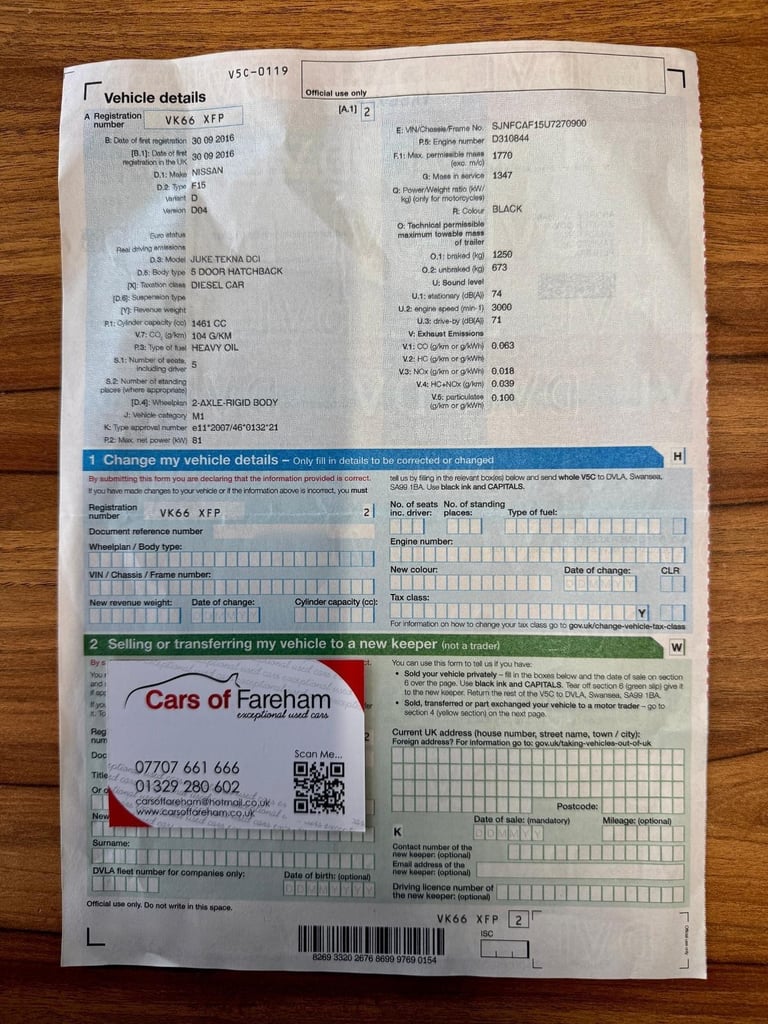 V5C-0119
Official use only
Vehicle details
A Registration number VK66 XFP
[A.1] 2
B: Date of first registration 30 09 2016
[B.1]: Date of first registration in the UK 30 09 2016
D.1: Make NISSAN
D.2: Type F15
Variant D
Version D04
Euro status
Real driving emissions
D.3: Model JUKE TEKNA DCI
D.5: Body type 5 DOOR HATCHBACK
[X]: Taxation class DIESEL CAR
[D.6]: Suspension type
[Y]: Revenue weight
P.1: Cylinder capacity (cc) 1461 CC
V.7: CO2 (g/km) 104 G/KM
P.3: Type of fuel HEAVY OIL
S.1: Number of seats, including driver 5
S.2: Number of standing places (where appropriate)
[D.4]: Wheelplan 2-AXLE-RIGID BODY
J: Vehicle category M1
K: Type approval number e11*2007/46*0132*21
P.2: Max. net power (kW) 81
E: VIN/Chassis/Frame No. SJNFCAF15U7270900
P.5: Engine number D310844
F.1: Max. permissible mass (exc. m/c) 1770
G: Mass in service 1347
Q: Power/Weight ratio (kW/kg) (only for motorcycles)
R: Colour BLACK
O: Technical permissible maximum towable mass of trailer
O.1: braked (kg) 1250
O.2: unbraked (kg) 673
U: Sound level
U.1: stationary (dB(A)) 74
U.2: engine speed (min-1) 3000
U.3: drive-by (dB(A)) 71
V: Exhaust Emissions
V.1: CO (g/km or g/kWh) 0.063
V.2: HC (g/km or g/kWh)
V.3: NOx (g/km or g/kWh) 0.018
V.4: HC+NOx (g/km) 0.039
V.5: particulates (g/km or g/kWh) 0.100
1 Change my vehicle details – Only fill in details to be corrected or changed
H
By submitting this form you are declaring that the information provided is correct.
If you have made changes to your vehicle or if the information above is incorrect, you must
tell us by filling in the relevant box(es) below and send whole V5C to DVLA, Swansea,
SA99 1BA. Use black ink and CAPITALS.
Registration number VK66 XFP 2
Document reference number
Wheelplan / Body type:
VIN / Chassis / Frame number:
New revenue weight:
Date of change:
Cylinder capacity (cc):
No. of seats inc. driver:
No. of standing places:
Type of fuel:
Engine number:
New colour:
Date of change:
CLR
Tax class:
Y
For information on how to change your tax class go to gov.uk/change-vehicle-tax-class
2 Selling or transferring my vehicle to a new keeper (not a trader)
W
You can use this form to tell us if you have:
• Sold your vehicle privately – fill in the boxes below and the date of sale on section
6 over the page. Use black ink and CAPITALS. Tear off section 6 (green slip) give it
to the new keeper. Return the rest of the V5C to DVLA, Swansea, SA99 1BA.
• Sold, transferred or part exchanged your vehicle to a motor trader – go to
section 4 (yellow section) on the next page.
Cars of Fareham
exceptional used cars
Scan Me...
07707 661 666
01329 280 602
carsoffareham@hotmail.co.uk
www.carsoffareham.co.uk
Title
New
Surname:
DVLA fleet number for companies only:
Date of birth: (optional)
Current UK address (house number, street name, town / city):
Foreign address? For information go to: gov.uk/taking-vehicles-out-of-uk
Postcode:
Date of sale: (mandatory)
Mileage: (optional)
K
Contact number of the new keeper: (optional)
Email address of the new keeper: (optional)
Driving licence number of the new keeper: (optional)
Official use only. Do not write in this space.
VK66 XFP 2
ISC
Official use only
8269 3320 2676 8699 9769 0154